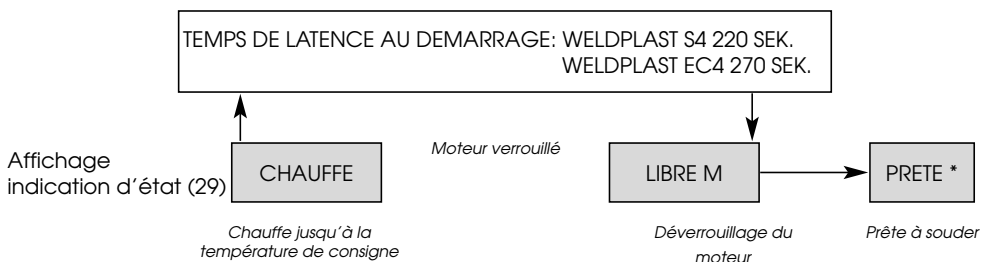 TEMPS DE LATENCE AU DEMARRAGE: WELDPLAST S4 220 SEK.
WELDPLAST EC4 270 SEK.
Affichage
indication d’état (29)
CHAUFFE
Moteur verrouillé
LIBRE M
PRETE *
Chauffe jusqu’à la
température de consigne
Déverrouillage du
moteur
Prête à souder